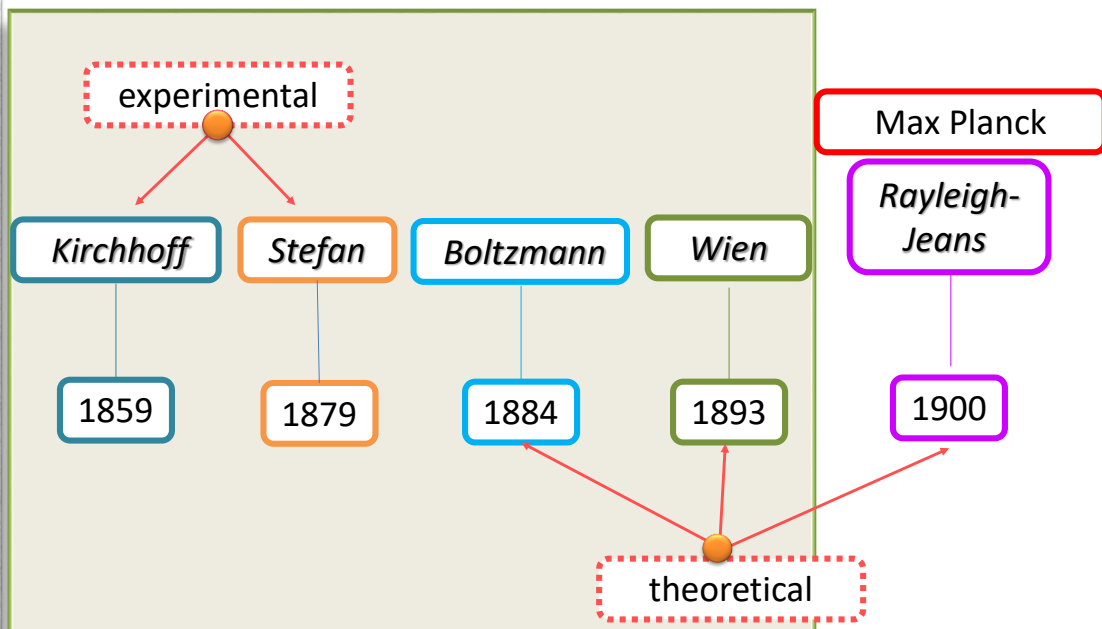 experimental
Max Planck
Kirchhoff
Stefan
Boltzmann
Wien
Rayleigh-
Jeans
1859
1879
1884
1893
1900
theoretical